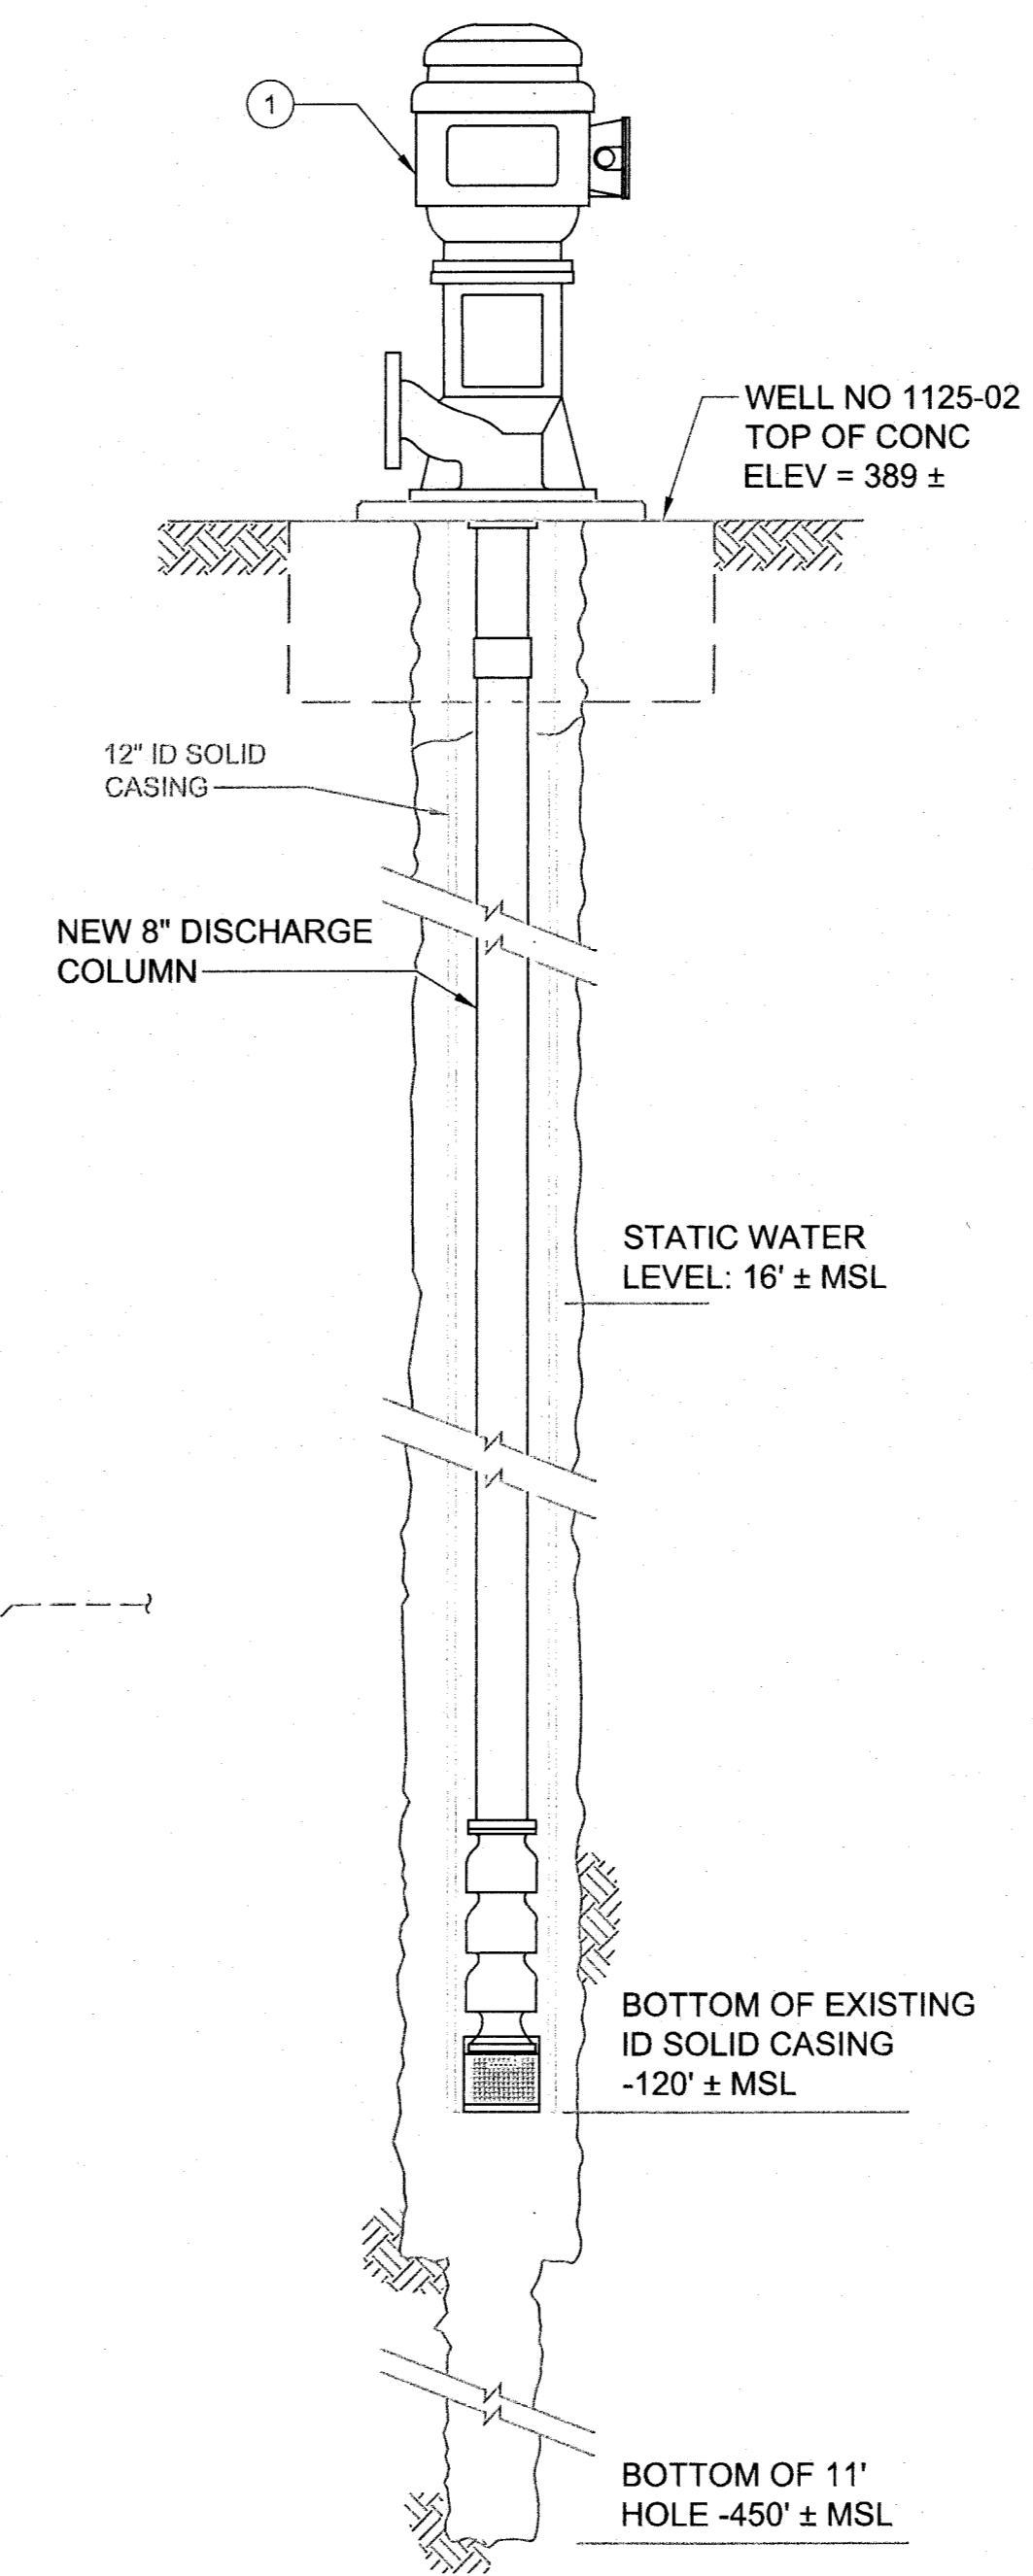 1
WELL NO 1125-02
TOP OF CONC
ELEV = 389 ±
12" ID SOLID
CASING
NEW 8" DISCHARGE
COLUMN
STATIC WATER
LEVEL: 16' ± MSL
BOTTOM OF EXISTING
ID SOLID CASING
-120' ± MSL
BOTTOM OF 11'
HOLE -450' ± MSL